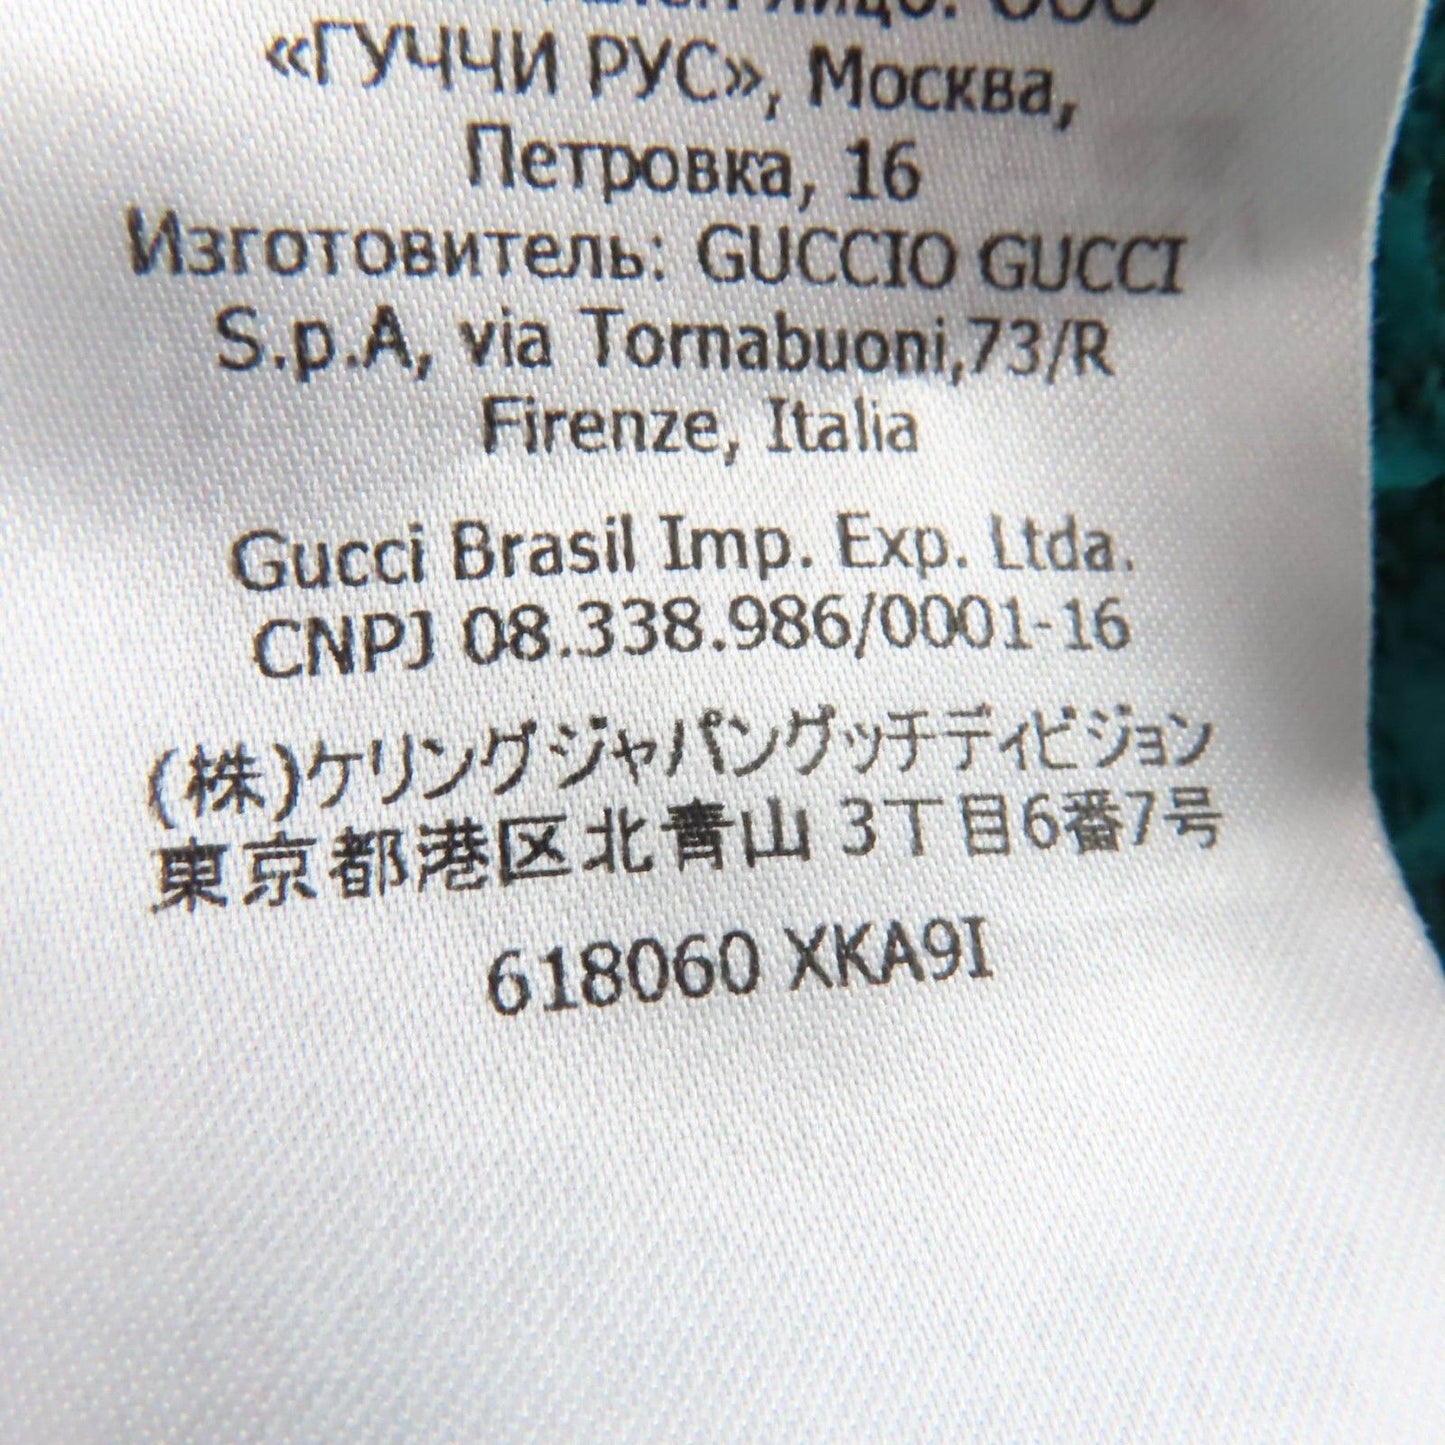 лицо: ООО
«ГУЧЧИ РУС», Москва,
Петровка, 16
Изготовитель: GUCCIO GUCCI
S.p.A, via Tornabuoni,73/R
Firenze, Italia
Gucci Brasil Imp. Exp. Ltda.
CNPJ 08.338.986/0001-16
(株)ケリングジャパングッチディビジョン
東京都港区北青山 3丁目6番7号
618060 XKA9I